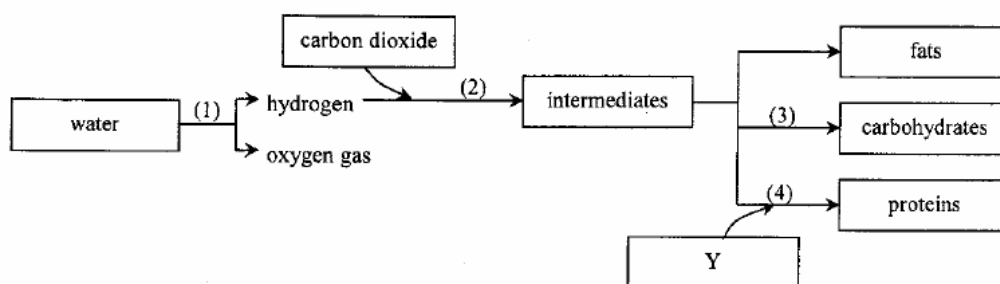 carbon dioxide
fats
(2)
(1)
hydrogen
intermediates
water
(3)
carbohydrates
oxygen gas
(4)
proteins
Y